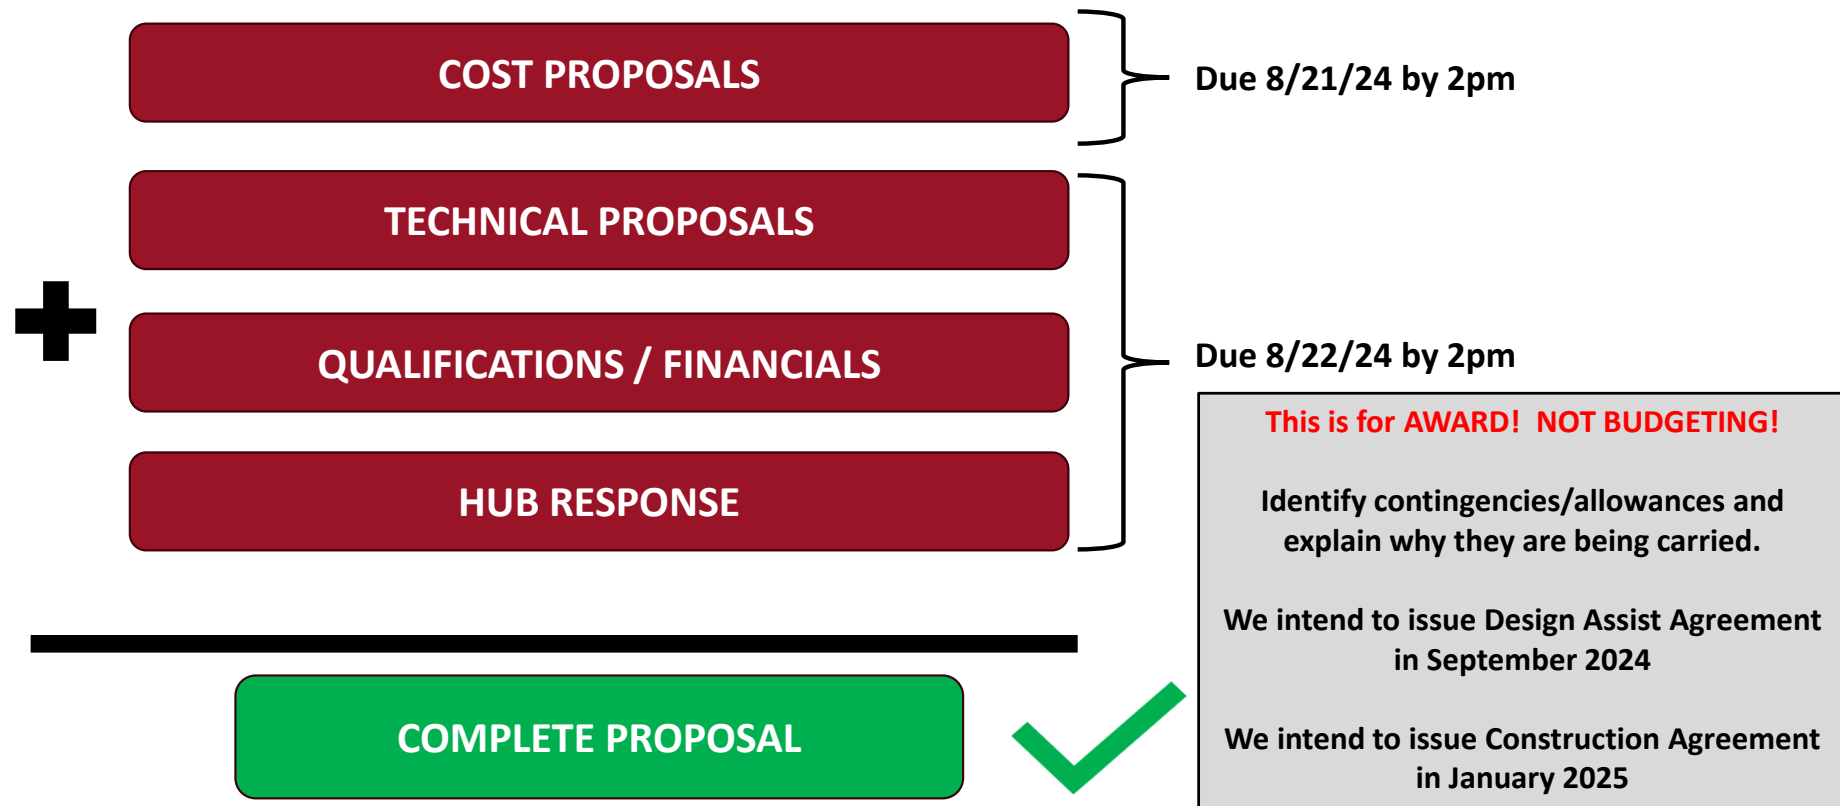 COST PROPOSALS
Due 8/21/24 by 2pm
TECHNICAL PROPOSALS
QUALIFICATIONS / FINANCIALS
HUB RESPONSE
Due 8/22/24 by 2pm
This is for AWARD!  NOT BUDGETING!
Identify contingencies/allowances and
explain why they are being carried.
We intend to issue Design Assist Agreement
in September 2024
We intend to issue Construction Agreement
in January 2025
COMPLETE PROPOSAL